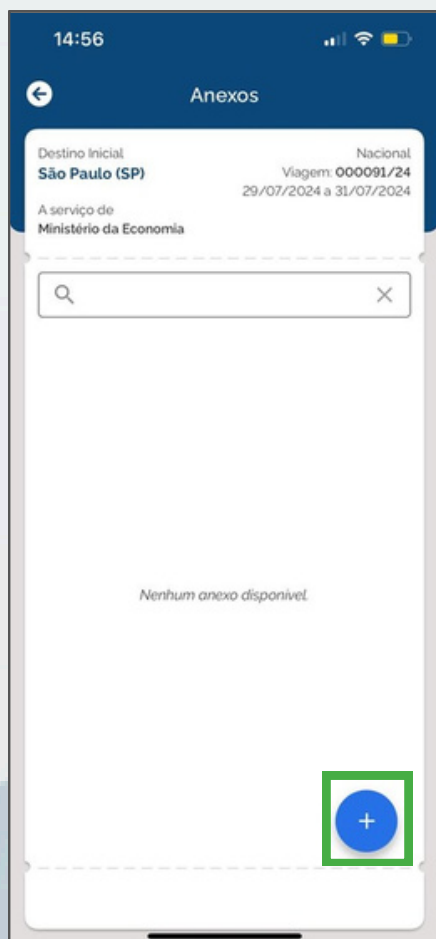 14:56
Anexos
Destino Inicial
Nacional
São Paulo (SP)
Viagem: 000091/24
29/07/2024 a 31/07/2024
A serviço de
Ministério da Economia
Nenhum anexo disponivel.
+